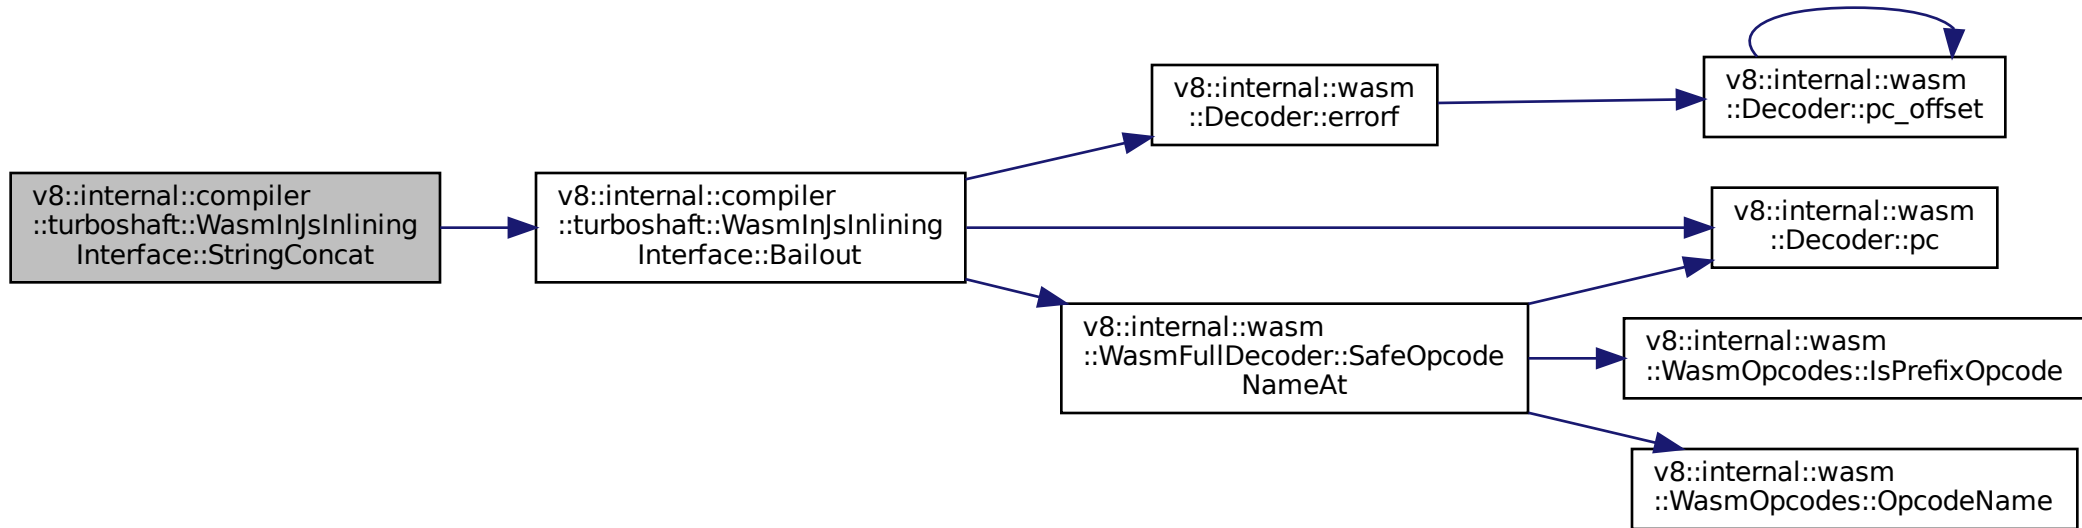 v8::internal::compiler
::turboshaft::WasmInJsInlining
Interface::StringConcat
v8::internal::compiler
::turboshaft::WasmInJsInlining
Interface::Bailout
v8::internal::wasm
::Decoder::errorf
v8::internal::wasm
::Decoder::pc_offset
v8::internal::wasm
::Decoder::pc
v8::internal::wasm
::WasmFullDecoder::SafeOpcode
NameAt
v8::internal::wasm
::WasmOpcodes::IsPrefixOpcode
v8::internal::wasm
::WasmOpcodes::OpcodeName